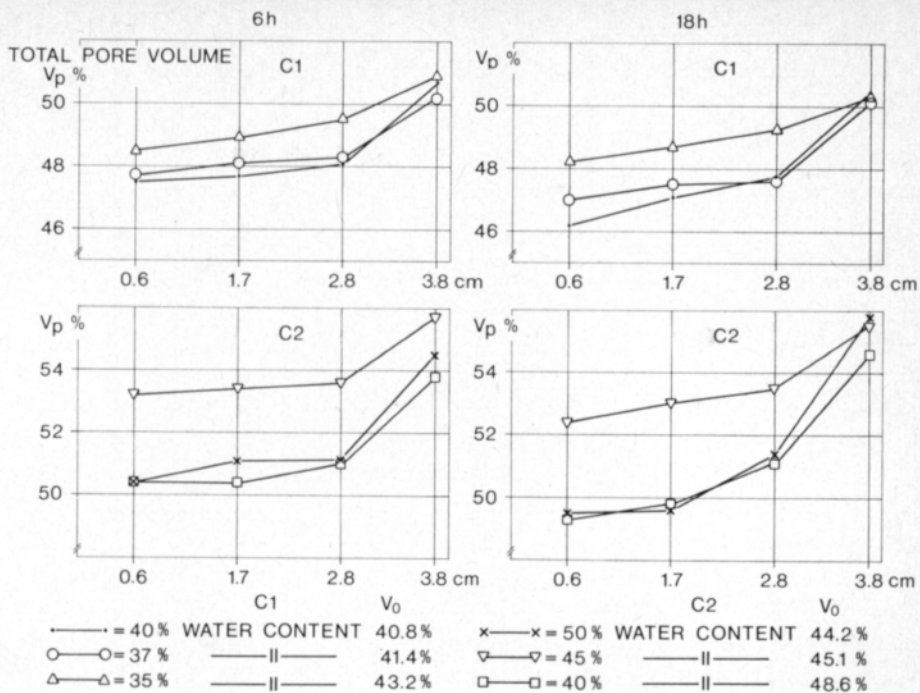 6h
18h
TOTAL PORE VOLUME
Vp %
C1
50
48
46
0.6 1.7 2.8 3.8 cm
C1
50
48
46
0.6 1.7 2.8 3.8 cm
Vp %
C2
54
52
50
0.6 1.7 2.8 3.8 cm
Vp %
C2
54
52
50
0.6 1.7 2.8 3.8 cm
C1 V0
= 40 % WATER CONTENT 40.8 %
= 37 % —॥— 41.4 %
= 35 % —॥— 43.2 %
C2 V0
= 50 % WATER CONTENT 44.2 %
= 45 % —॥— 45.1 %
= 40 % —॥— 48.6 %